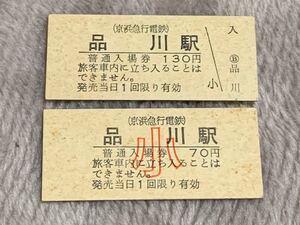 (京浜急行電鉄)
品川駅
普通入場券 130円
旅客車内に立ち入ることは
できません。
発売当日1回限り有効
入
小
Ⓑ
品
川
(京浜急行電鉄)
品川駅
普通入場券 70円
旅客車内に立ち入ることは
できません。
発売当日1回限り有効
小